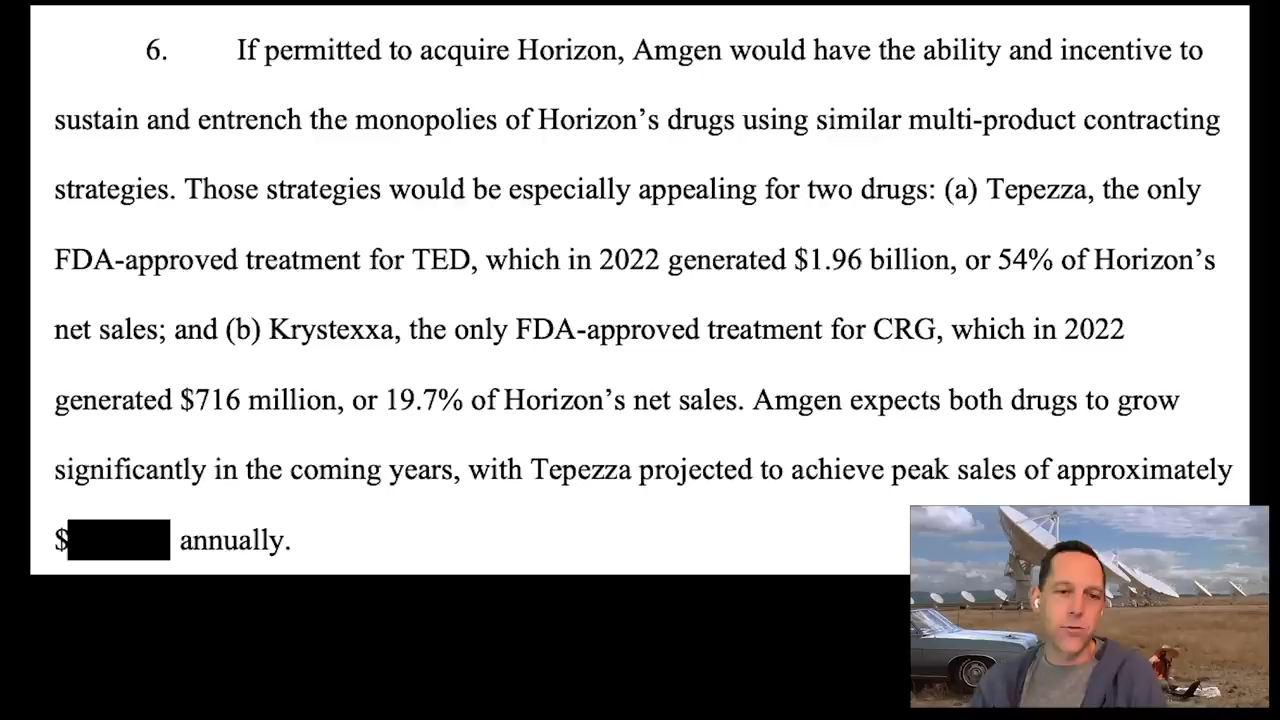 6. If permitted to acquire Horizon, Amgen would have the ability and incentive to
sustain and entrench the monopolies of Horizon’s drugs using similar multi-product contracting
strategies. Those strategies would be especially appealing for two drugs: (a) Tepezza, the only
FDA-approved treatment for TED, which in 2022 generated $1.96 billion, or 54% of Horizon’s
net sales; and (b) Krystexxa, the only FDA-approved treatment for CRG, which in 2022
generated $716 million, or 19.7% of Horizon’s net sales. Amgen expects both drugs to grow
significantly in the coming years, with Tepezza projected to achieve peak sales of approximately
$ annually.